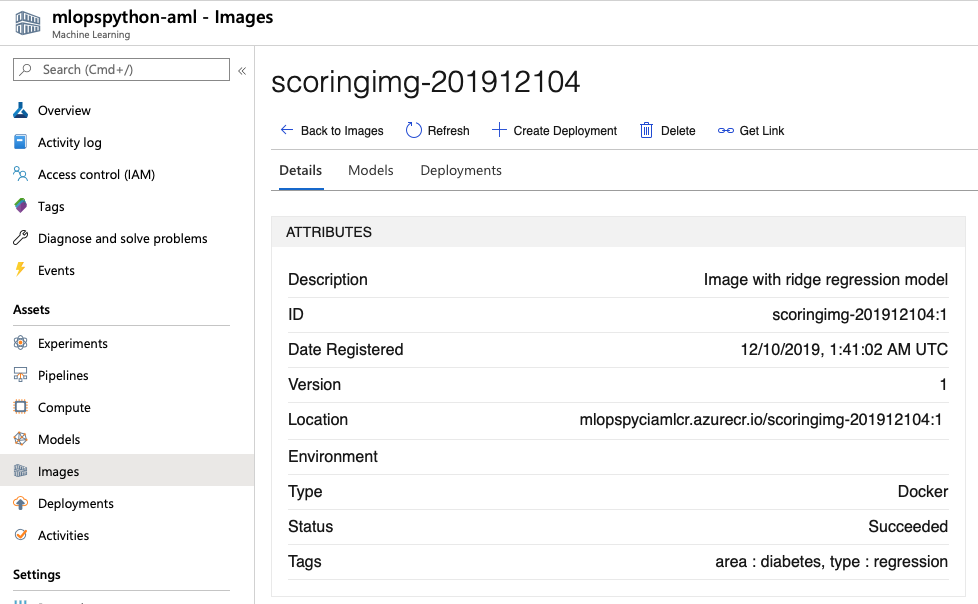 mlopspython-aml - Images
Machine Learning
Search (Cmd+/)
«
Overview
Activity log
Access control (IAM)
Tags
Diagnose and solve problems
Events
Assets
Experiments
Pipelines
Compute
Models
Images
Deployments
Activities
Settings
scoringimg-201912104
Back to Images Refresh Create Deployment Delete Get Link
Details Models Deployments
ATTRIBUTES
Description Image with ridge regression model
ID scoringimg-201912104:1
Date Registered 12/10/2019, 1:41:02 AM UTC
Version 1
Location mlopspyciamlcr.azurecr.io/scoringimg-201912104:1
Environment
Type Docker
Status Succeeded
Tags area : diabetes, type : regression